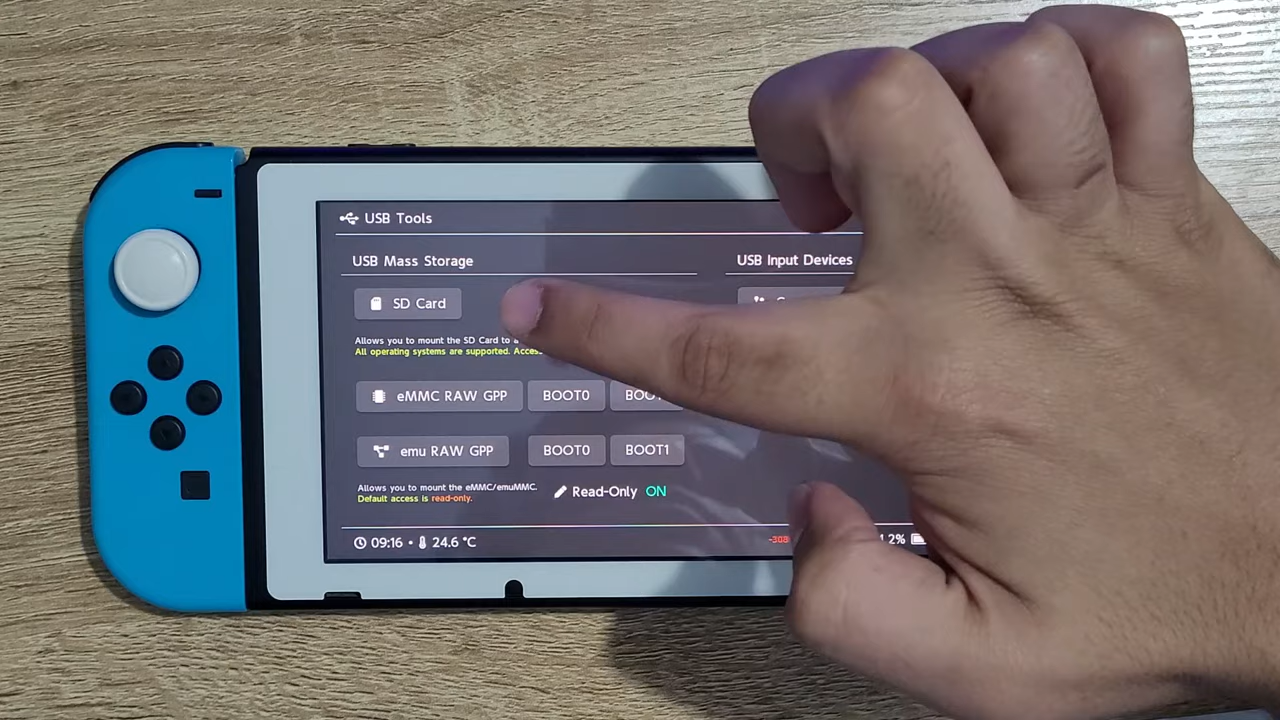 USB Tools
USB Mass Storage
USB Input Devices
SD Card
Allows you to mount the SD Card to
All operating systems are supported.
eMMC RAW GPP BOOT0
emu RAW GPP BOOT0 BOOT1
Allows you to mount the eMMC/emuMMC.
Default access is read-only.
Read-Only ON
09:16 • 24.6 °C